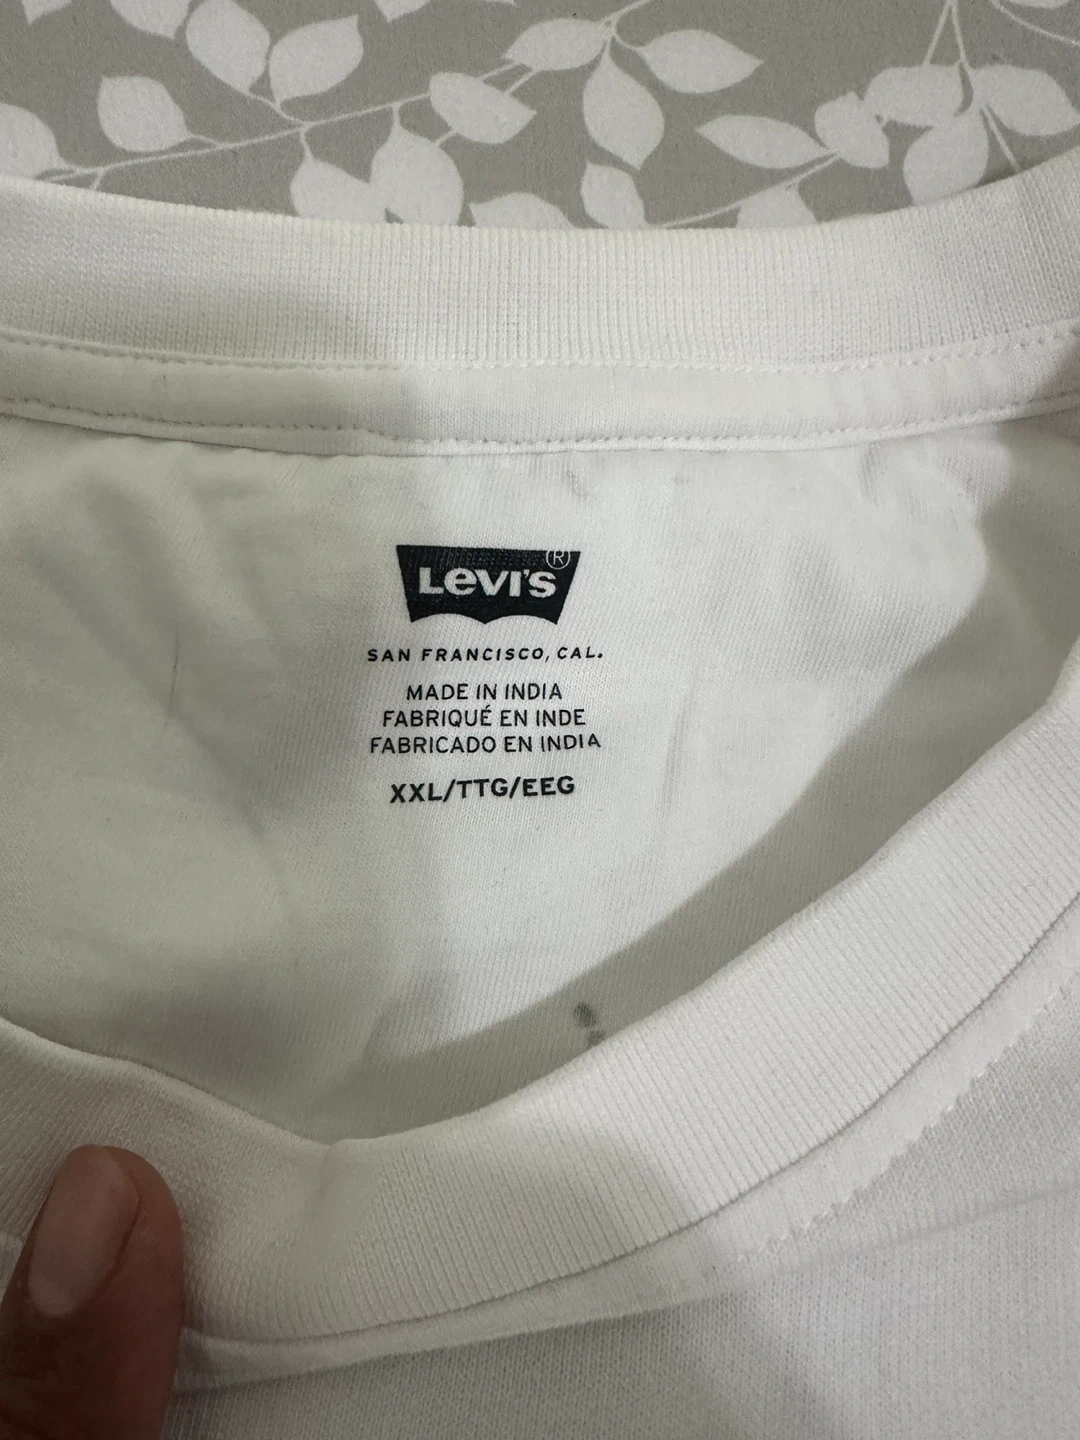 Levi's®
SAN FRANCISCO, CAL.
MADE IN INDIA
FABRIQUÉ EN INDE
FABRICADO EN INDIA
XXL/TTG/EEG